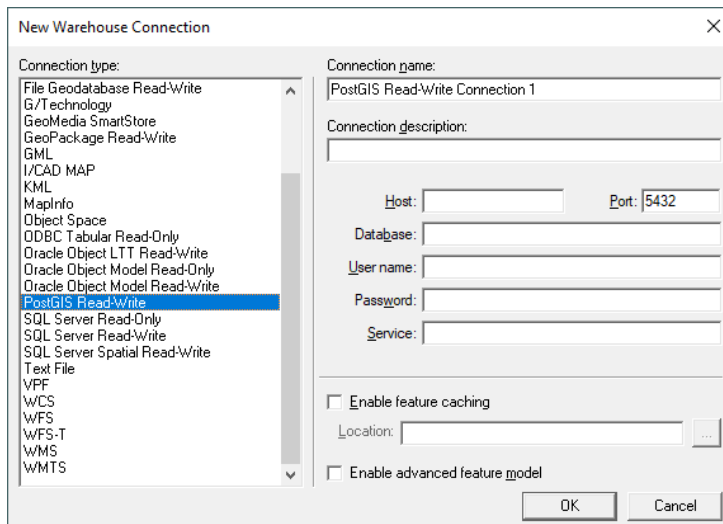 New Warehouse Connection
Connection type:
File Geodatabase Read-Write
G/Technology
GeoMedia SmartStore
GeoPackage Read-Write
GML
I/CAD MAP
KML
MapInfo
Object Space
ODBC Tabular Read-Only
Oracle Object LTT Read-Write
Oracle Object Model Read-Only
Oracle Object Model Read-Write
PostGIS Read-Write
SQL Server Read-Only
SQL Server Read-Write
SQL Server Spatial Read-Write
Text File
VPF
WCS
WFS
WFS-T
WMS
WMTS
Connection name:
PostGIS Read-Write Connection 1
Connection description:
Host:
Port: 5432
Database:
User name:
Password:
Service:
Enable feature caching
Location:
...
Enable advanced feature model
OK
Cancel